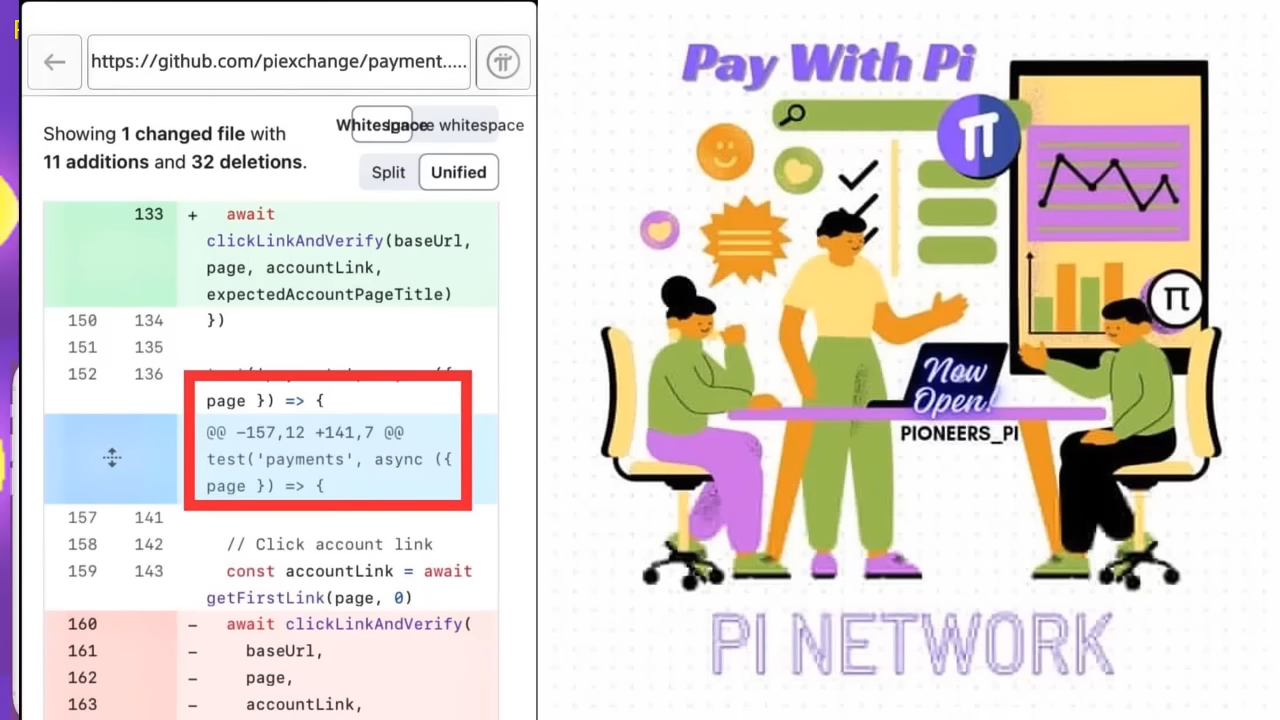 https://github.com/piexchange/payment.....
Showing 1 changed file with
11 additions and 32 deletions.
Whitespace
Ignore whitespace
Split
Unified
133 + await
clickLinkAndVerify(baseUrl,
page, accountLink,
expectedAccountPageTitle)
150 134 })
151 135
152 136
page }) => {
@@ -157,12 +141,7 @@
test('payments', async ({
page }) => {
157 141
158 142 // Click account link
159 143 const accountLink = await
getFirstLink(page, 0)
160 - await clickLinkAndVerify(
161 - baseUrl,
162 - page,
163 - accountLink,
Pay With Pi
π
π
Now
Open!
PIONEERS_PI
PI NETWORK